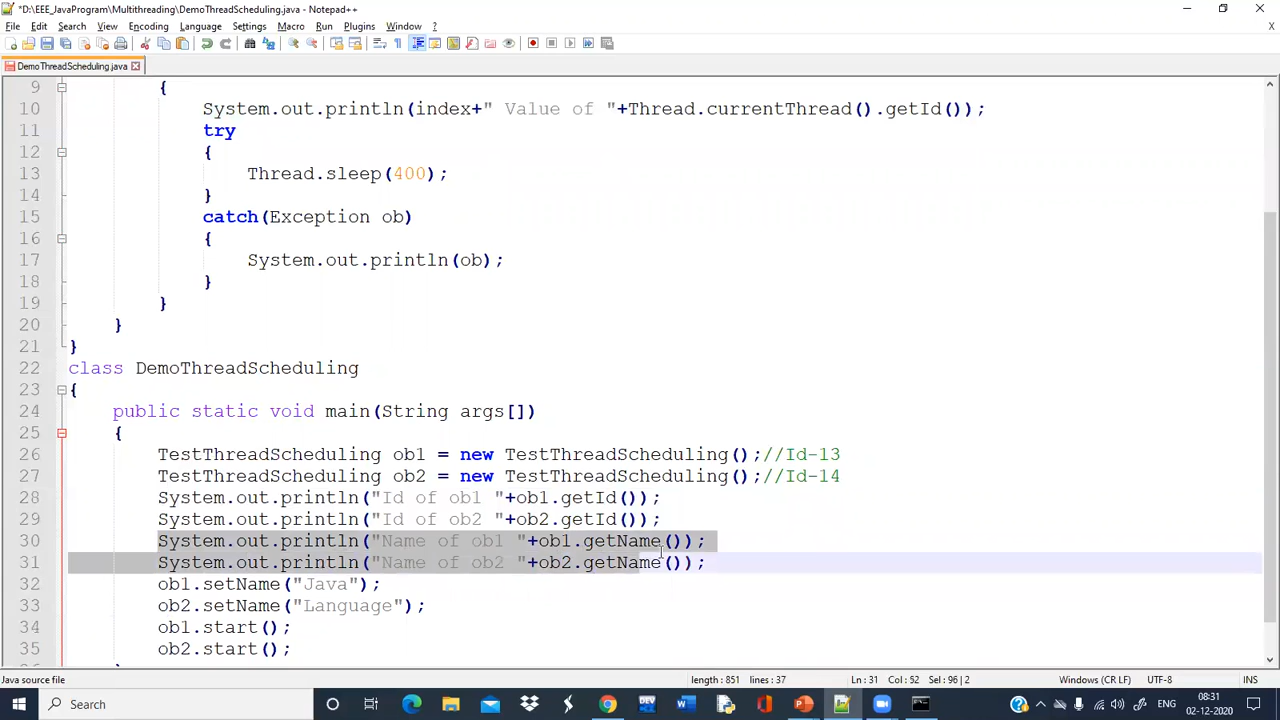 *D:\EEE_JavaProgram\Multithreading\DemoThreadScheduling.java - Notepad++
File Edit Search View Encoding Language Settings Macro Run Plugins Window ?
X
DemoThreadScheduling.java
9 {
10 System.out.println(index+" Value of "+Thread.currentThread().getId());
11 try
12 {
13 Thread.sleep(400);
14 }
15 catch(Exception ob)
16 {
17 System.out.println(ob);
18 }
19 }
20 }
21 }
22 class DemoThreadScheduling
23 {
24 public static void main(String args[])
25 {
26 TestThreadScheduling ob1 = new TestThreadScheduling();//Id-13
27 TestThreadScheduling ob2 = new TestThreadScheduling();//Id-14
28 System.out.println("Id of ob1 "+ob1.getId());
29 System.out.println("Id of ob2 "+ob2.getId());
30 System.out.println("Name of ob1 "+ob1.getName());
31 System.out.println("Name of ob2 "+ob2.getName());
32 ob1.setName("Java");
33 ob2.setName("Language");
34 ob1.start();
35 ob2.start();
Java source file length : 851 lines : 37 Ln : 31 Col : 52 Sel : 96 | 2 Windows (CR LF) UTF-8 INS
Search DEV ENG 08:31
02-12-2020